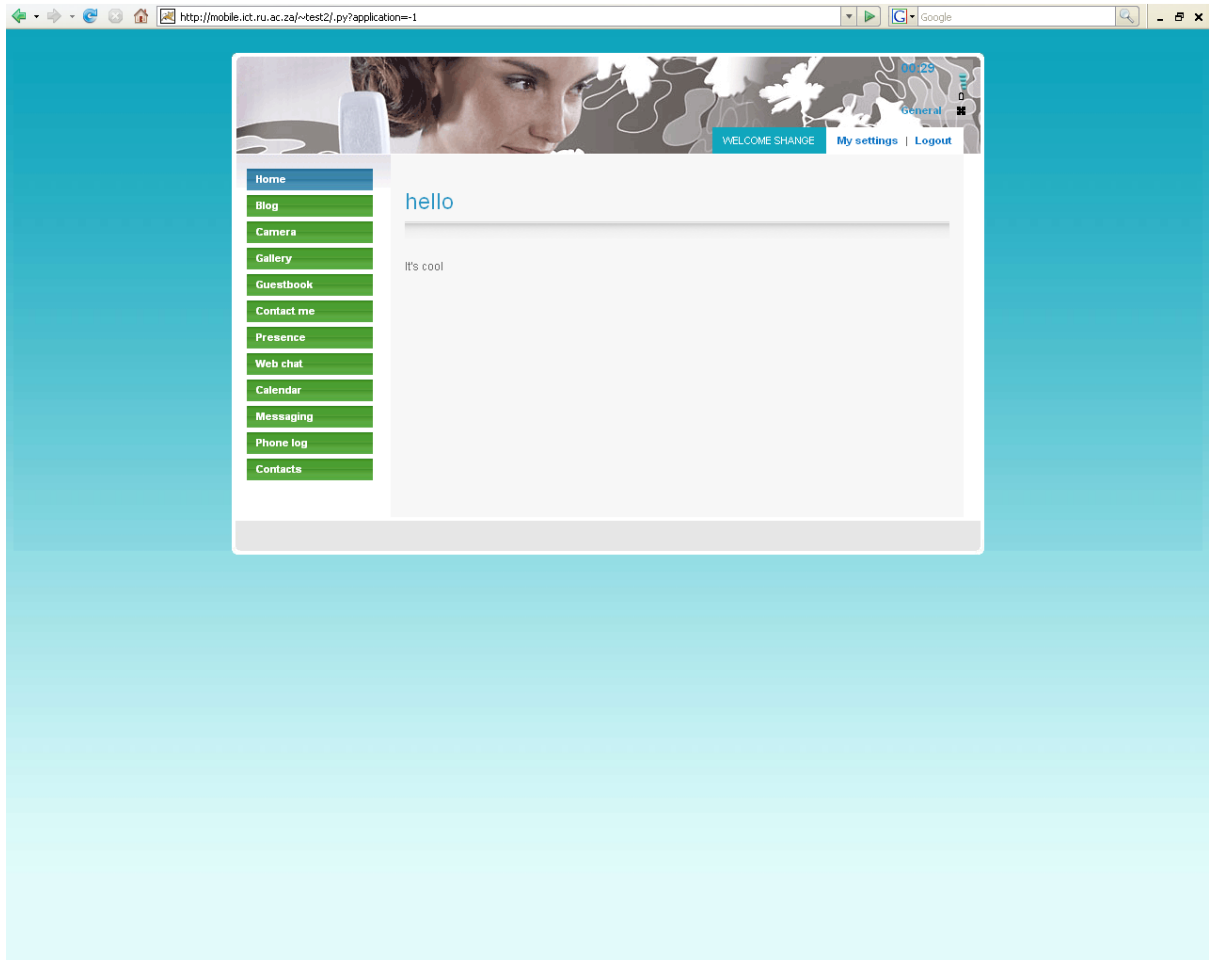 http://mobile.ict.ru.ac.za/~test2/.py?application=-1
Google
00:29
General
WELCOME SHANGE
My settings | Logout
Home
Blog
Camera
Gallery
Guestbook
Contact me
Presence
Web chat
Calendar
Messaging
Phone log
Contacts
hello
It's cool